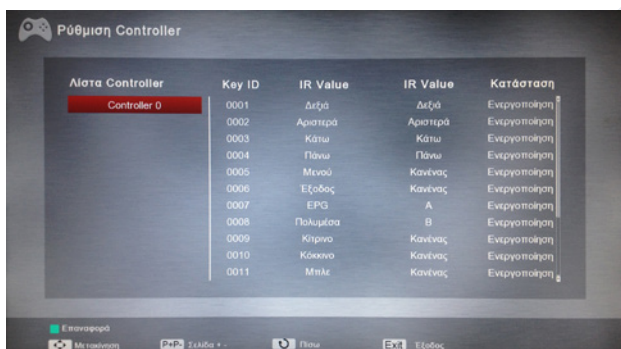 Ρύθμιση Controller
Λίστα Controller Key ID IR Value IR Value Κατάσταση
Controller 0 0001 Δεξιά Δεξιά Ενεργοποίηση
0002 Αριστερά Αριστερά Ενεργοποίηση
0003 Κάτω Κάτω Ενεργοποίηση
0004 Πάνω Πάνω Ενεργοποίηση
0005 Μενού Κανένας Ενεργοποίηση
0006 Έξοδος Κανένας Ενεργοποίηση
0007 EPG A Ενεργοποίηση
0008 Πολυμέσα B Ενεργοποίηση
0009 Κίτρινο Κανένας Ενεργοποίηση
0010 Κόκκινο Κανένας Ενεργοποίηση
0011 Μπλε Κανένας Ενεργοποίηση
Επαναφορά
Μετακίνηση P+P- Σελίδα + - Πίσω Exit Έξοδος